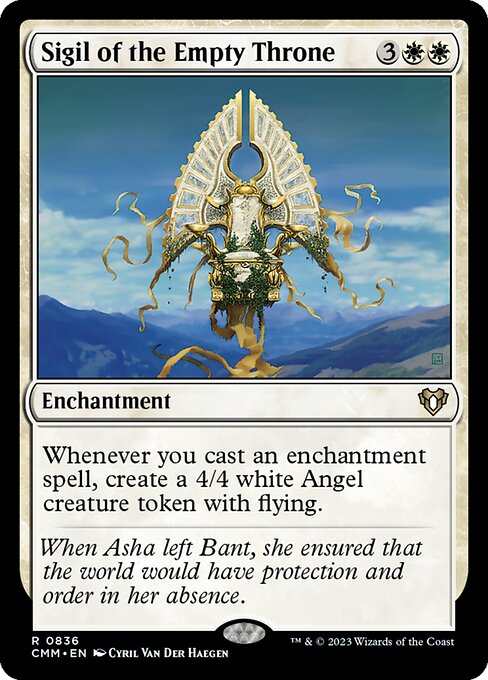 Sigil of the Empty Throne 3
Enchantment
Whenever you cast an enchantment
spell, create a 4/4 white Angel
creature token with flying.
When Asha left Bant, she ensured that
the world would have protection and
order in her absence.
R 0836
CMM • EN Cyril Van Der Haegen
™ & © 2023 Wizards of the Coast